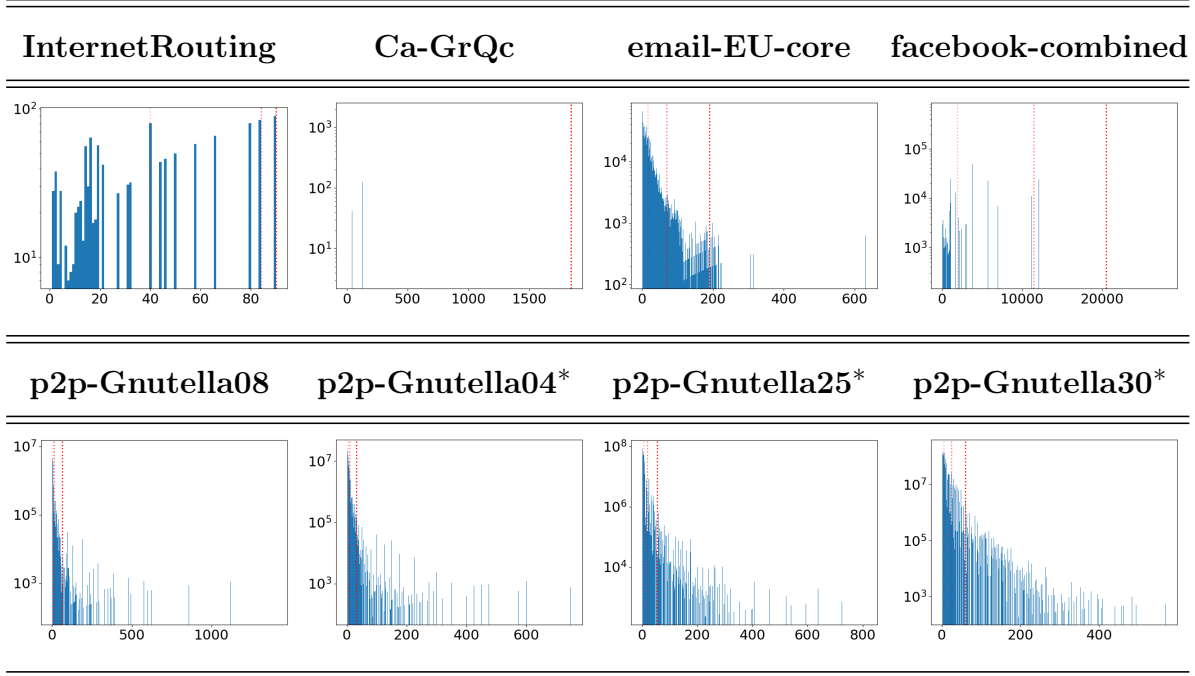 InternetRouting Ca-GrQc email-EU-core facebook-combined
10² 10¹ 0 20 40 60 80
10³ 10² 10¹ 0 500 1000 1500
10⁴ 10³ 10² 0 200 400 600
10⁵ 10⁴ 10³ 0 10000 20000
p2p-Gnutella08 p2p-Gnutella04* p2p-Gnutella25* p2p-Gnutella30*
10⁷ 10⁵ 10³ 0 500 1000
10⁷ 10⁵ 10³ 0 200 400 600
10⁸ 10⁶ 10⁴ 0 200 400 600 800
10⁷ 10⁵ 10³ 0 200 400